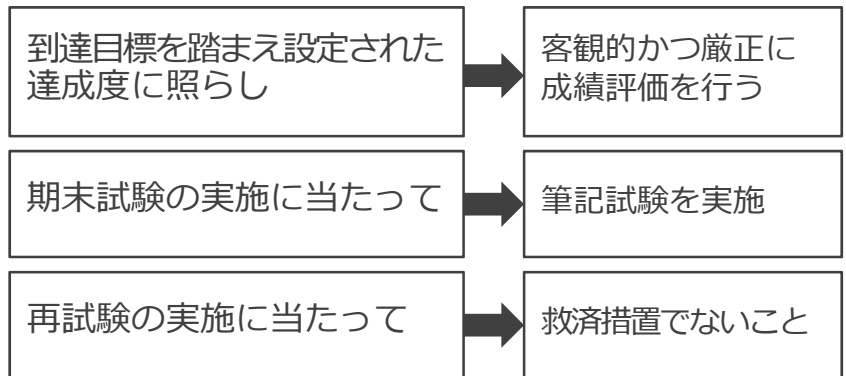 到達目標を踏まえ設定された
達成度に照らし
客観的かつ厳正に
成績評価を行う
期末試験の実施に当たって
筆記試験を実施
再試験の実施に当たって
救済措置でないこと